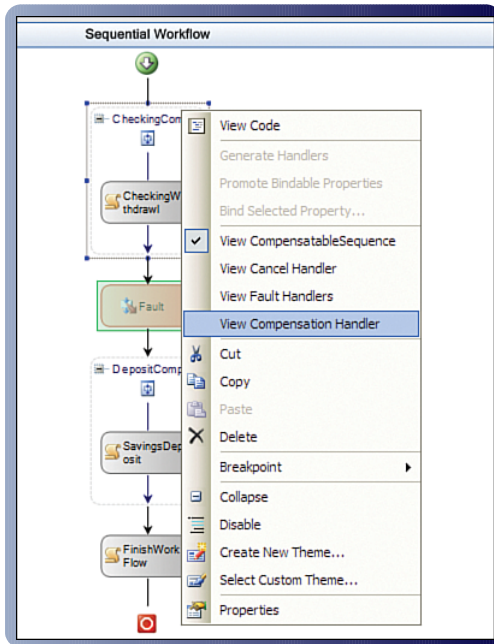 Sequential Workflow
CheckingCom
CheckingWi
thdrawl
Fault
DepositComp
SavingsDep
osit
FinishWork
Flow
View Code
Generate Handlers
Promote Bindable Properties
Bind Selected Property...
View CompensatableSequence
View Cancel Handler
View Fault Handlers
View Compensation Handler
Cut
Copy
Paste
Delete
Breakpoint
Collapse
Disable
Create New Theme...
Select Custom Theme...
Properties